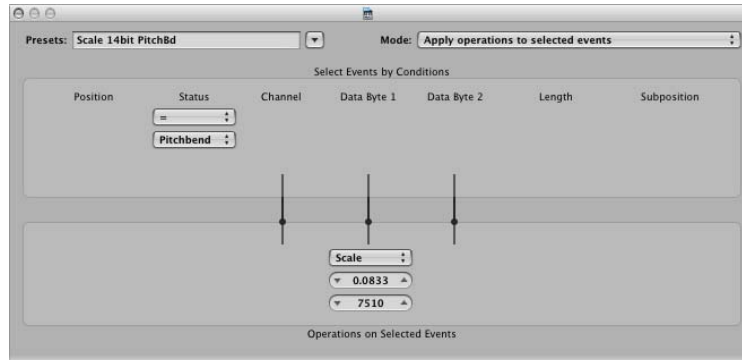 Presets: Scale 14bit PitchBd Mode: Apply operations to selected events
Select Events by Conditions
Position Status Channel Data Byte 1 Data Byte 2 Length Subposition
=
Pitchbend
Scale
0.0833
7510
Operations on Selected Events